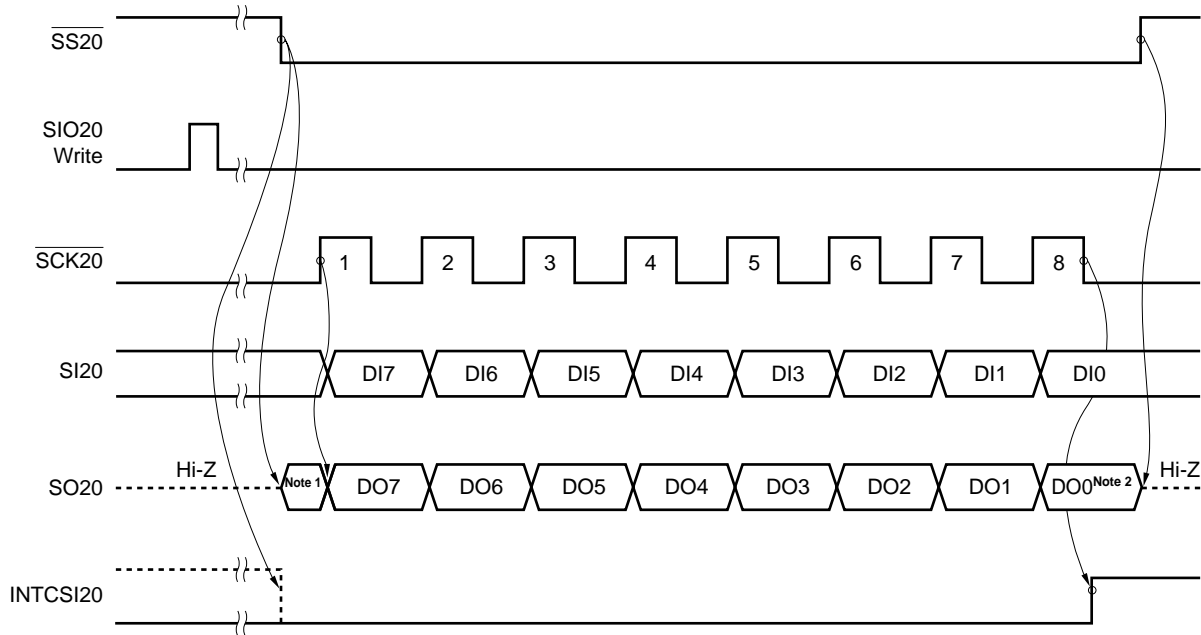 SS20
SIO20
Write
SCK20
1 2 3 4 5 6 7 8
SI20
DI7 DI6 DI5 DI4 DI3 DI2 DI1 DI0
SO20
Hi-Z Note 1 DO7 DO6 DO5 DO4 DO3 DO2 DO1 DO0 Note 2 Hi-Z
INTCSI20